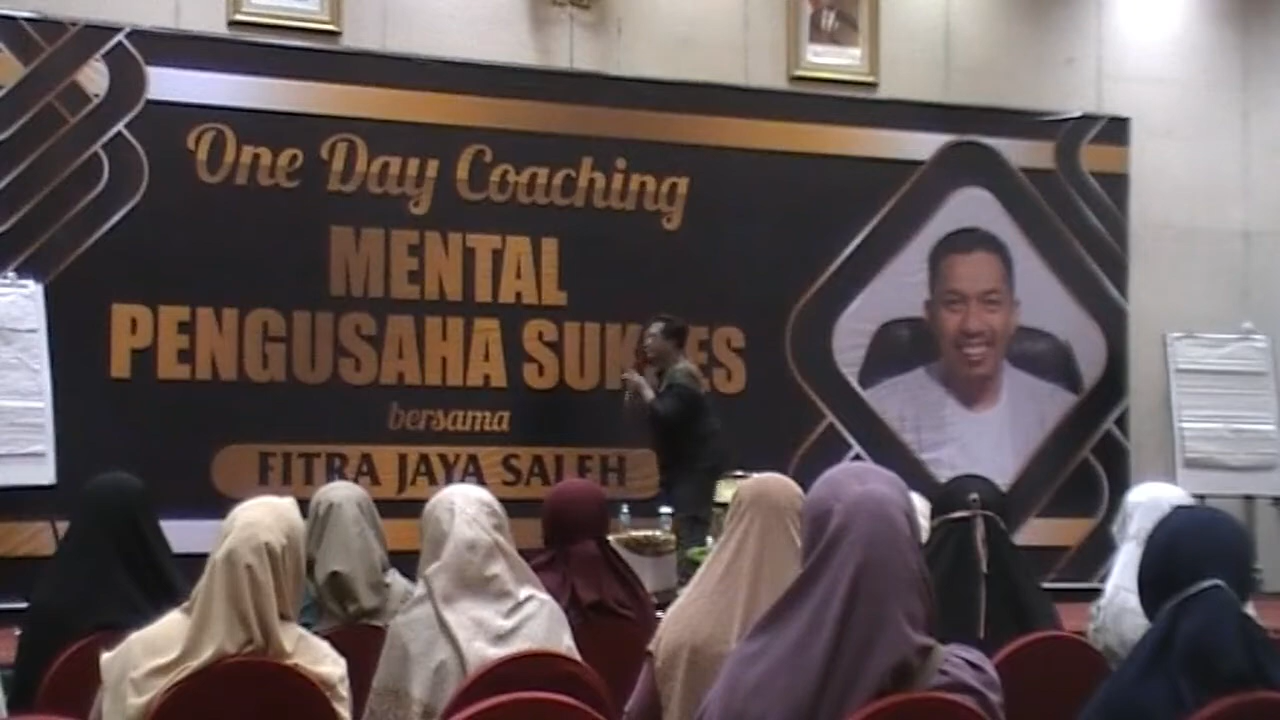 One Day Coaching
MENTAL
PENGUSAHA SUKSES
bersama
FITRA JAYA SALEH